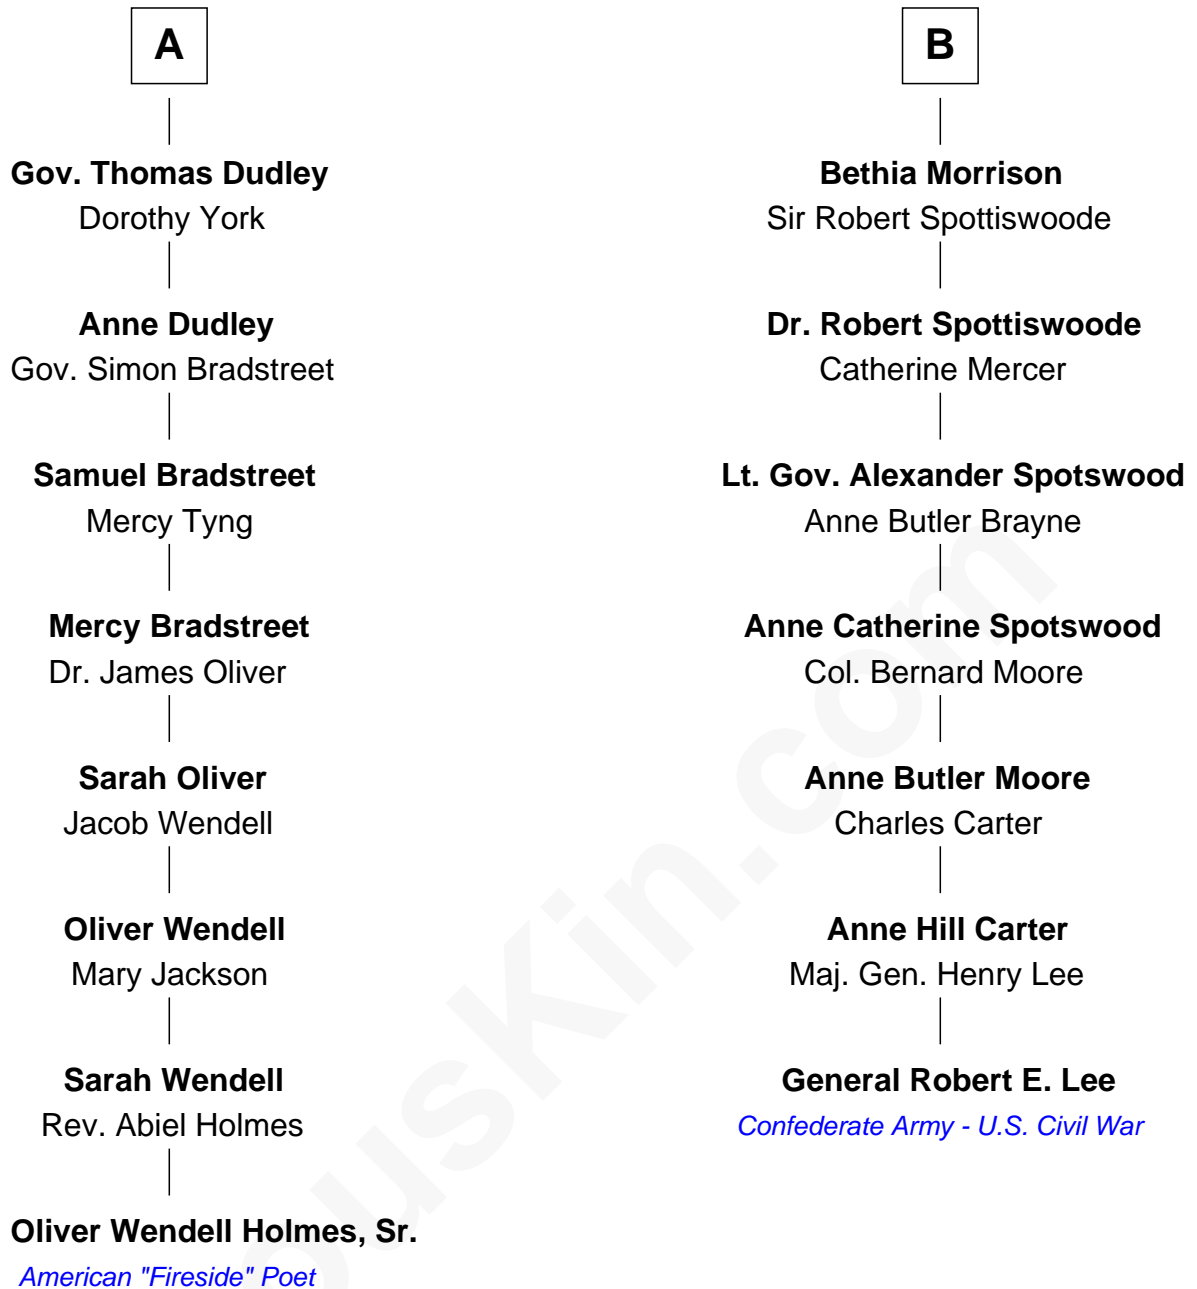 A
Gov. Thomas Dudley
Dorothy York
Anne Dudley
Gov. Simon Bradstreet
Samuel Bradstreet
Mercy Tyng
Mercy Bradstreet
Dr. James Oliver
Sarah Oliver
Jacob Wendell
Oliver Wendell
Mary Jackson
Sarah Wendell
Rev. Abiel Holmes
Oliver Wendell Holmes, Sr.
American "Fireside" Poet
B
Bethia Morrison
Sir Robert Spottiswoode
Dr. Robert Spottiswoode
Catherine Mercer
Lt. Gov. Alexander Spotswood
Anne Butler Brayne
Anne Catherine Spotswood
Col. Bernard Moore
Anne Butler Moore
Charles Carter
Anne Hill Carter
Maj. Gen. Henry Lee
General Robert E. Lee
Confederate Army - U.S. Civil War
ousKin.com